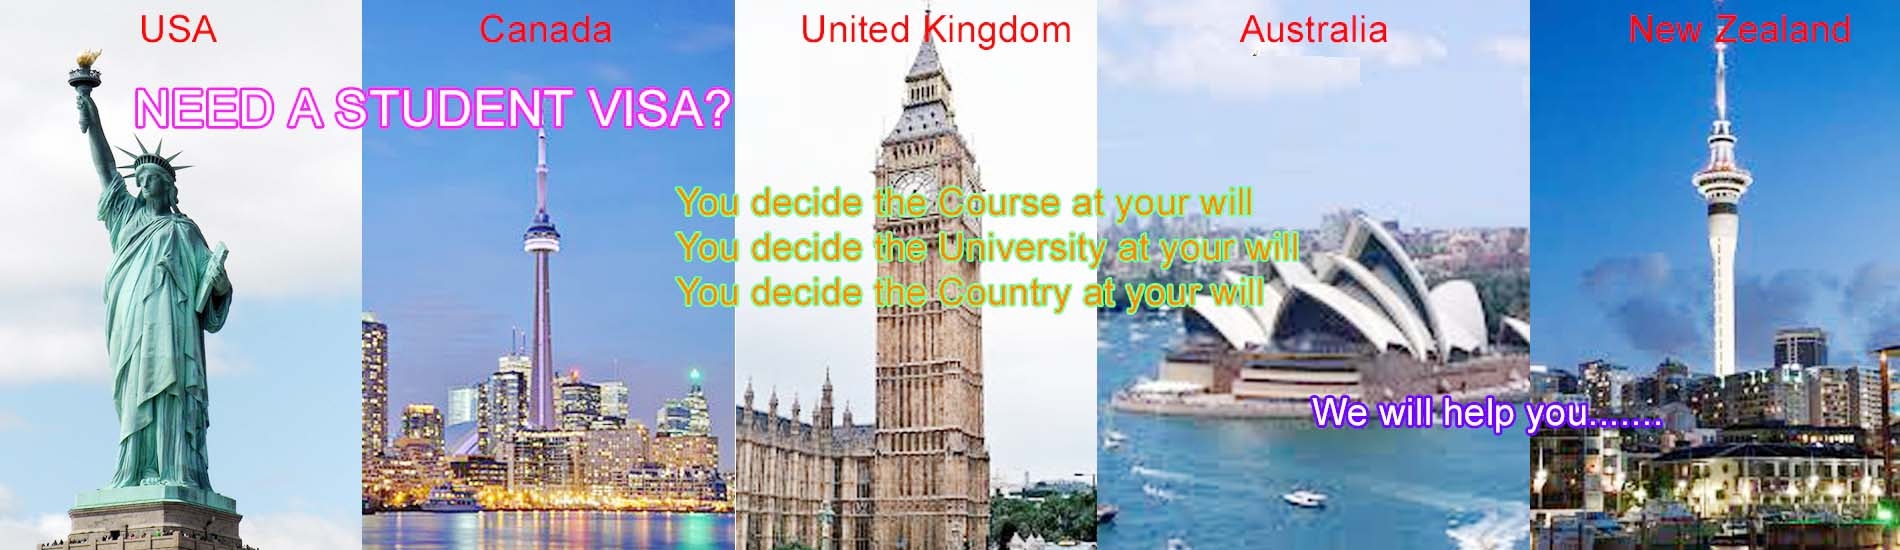 USA
Canada
United Kingdom
Australia
New Zealand
NEED A STUDENT VISA?
You decide the Course at your will
You decide the University at your will
You decide the Country at your will
We will help you.......